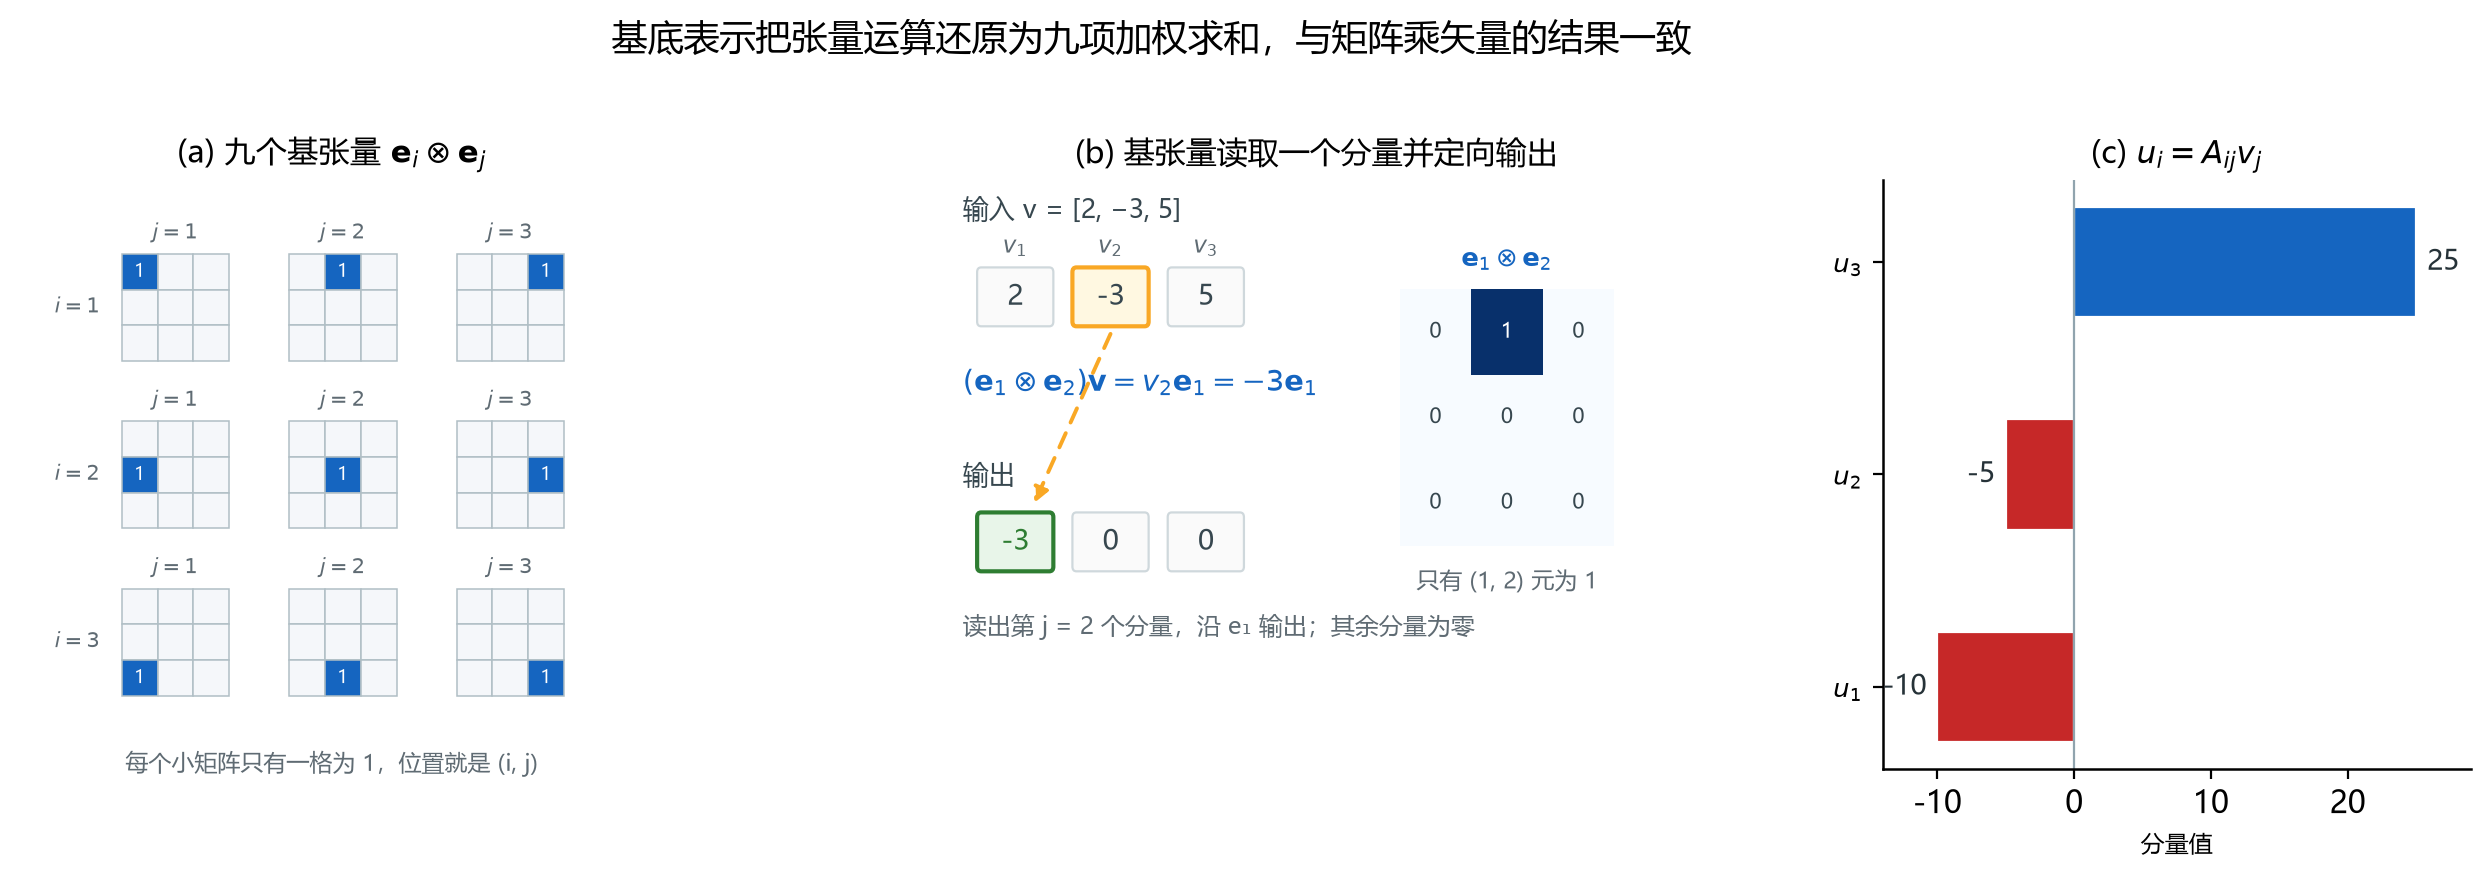 基底表示把张量运算还原为九项加权求和，与矩阵乘矢量的结果一致
(a) 九个基张量 e_i ⊗ e_j
j = 1 j = 2 j = 3
1 1 1
i = 1
j = 1 j = 2 j = 3
i = 2 1 1 1
j = 1 j = 2 j = 3
i = 3
1 1 1
每个小矩阵只有一格为 1，位置就是 (i, j)
(b) 基张量读取一个分量并定向输出
输入 v = [2, −3, 5]
v₁ v₂ v₃
2 -3 5
(e₁ ⊗ e₂)v = v₂e₁ = −3e₁
输出
-3 0 0
读出第 j = 2 个分量，沿 e₁ 输出；其余分量为零
e₁ ⊗ e₂
0 1 0
0 0 0
0 0 0
只有 (1, 2) 元为 1
(c) u_i = A_ij v_j
u₃ 25
u₂ -5
u₁ -10
-10 0 10 20
分量值